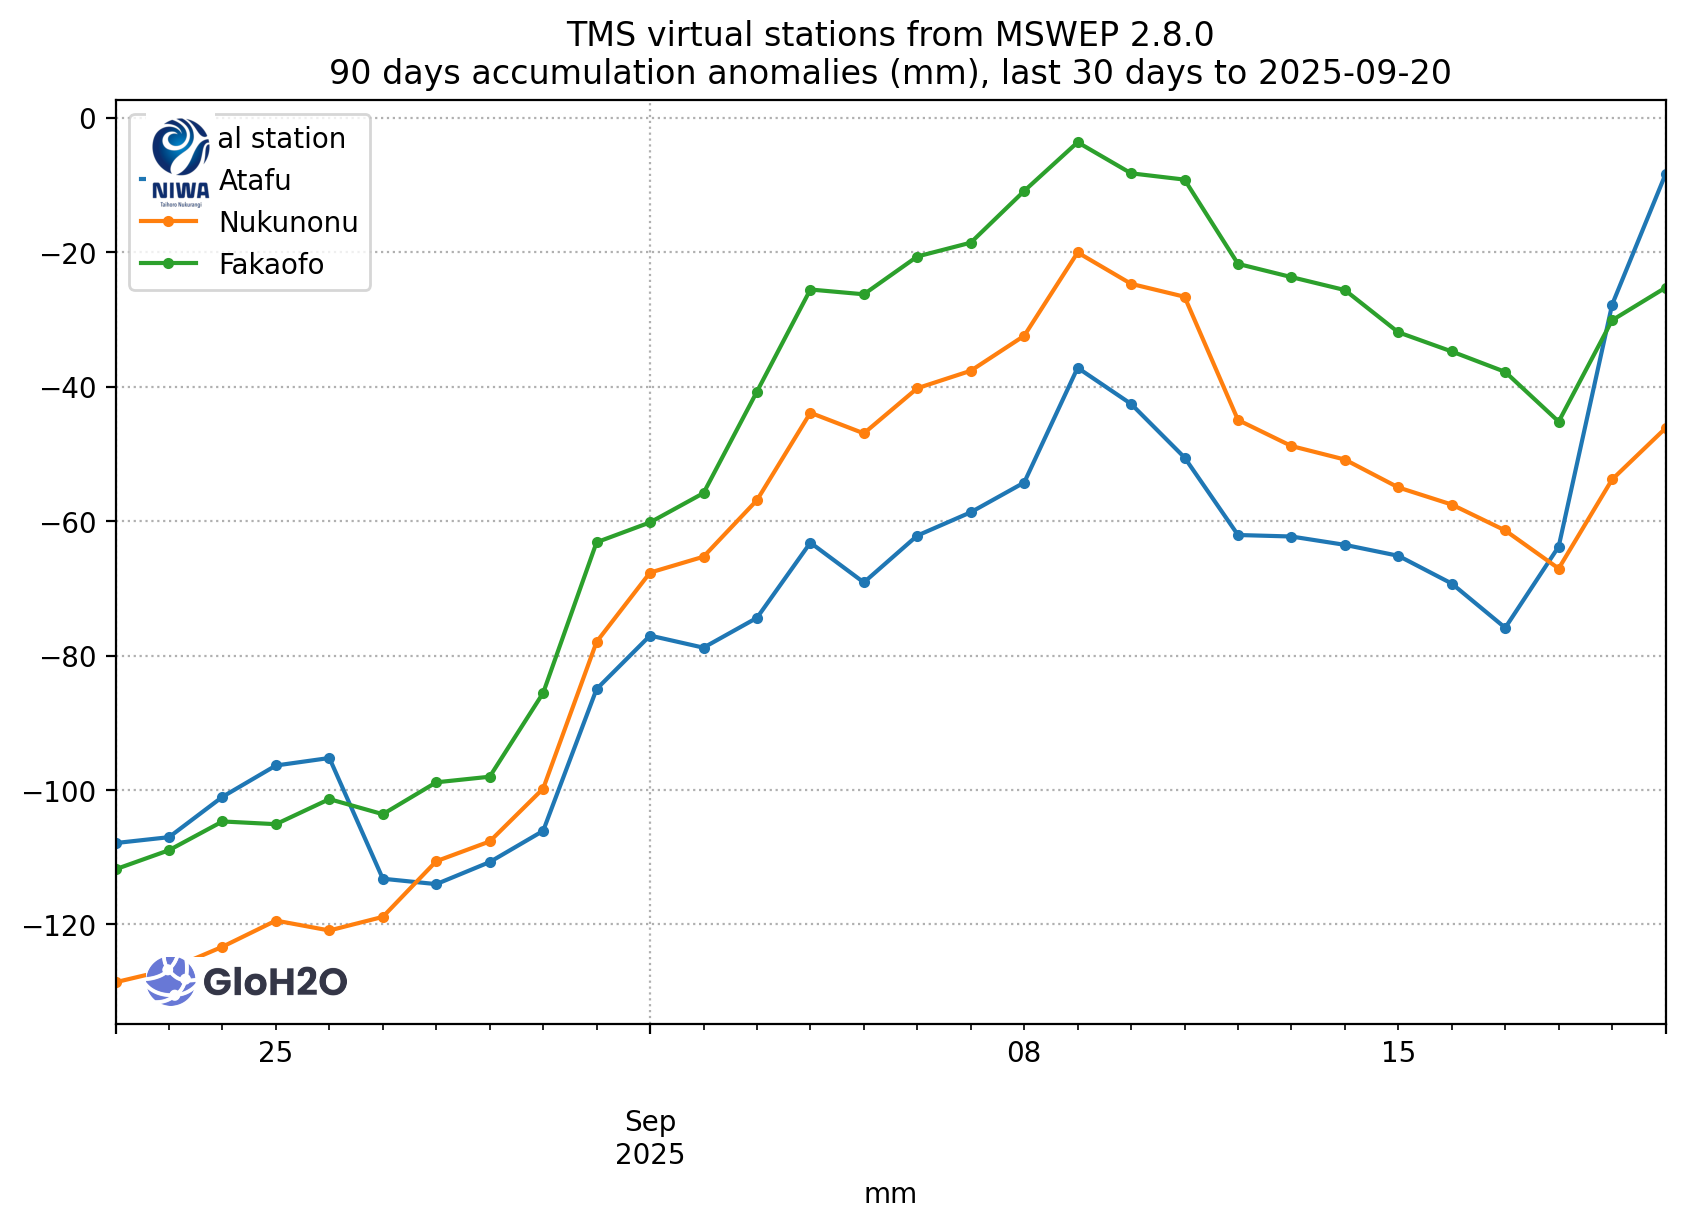 TMS virtual stations from MSWEP 2.8.0
90 days accumulation anomalies (mm), last 30 days to 2025-09-20
0
−20
−40
−60
−80
−100
−120
al station
Atafu
Nukunonu
Fakaofo
NIWA
Taihoro Nukurangi
GloH2O
25
08
15
Sep
2025
mm